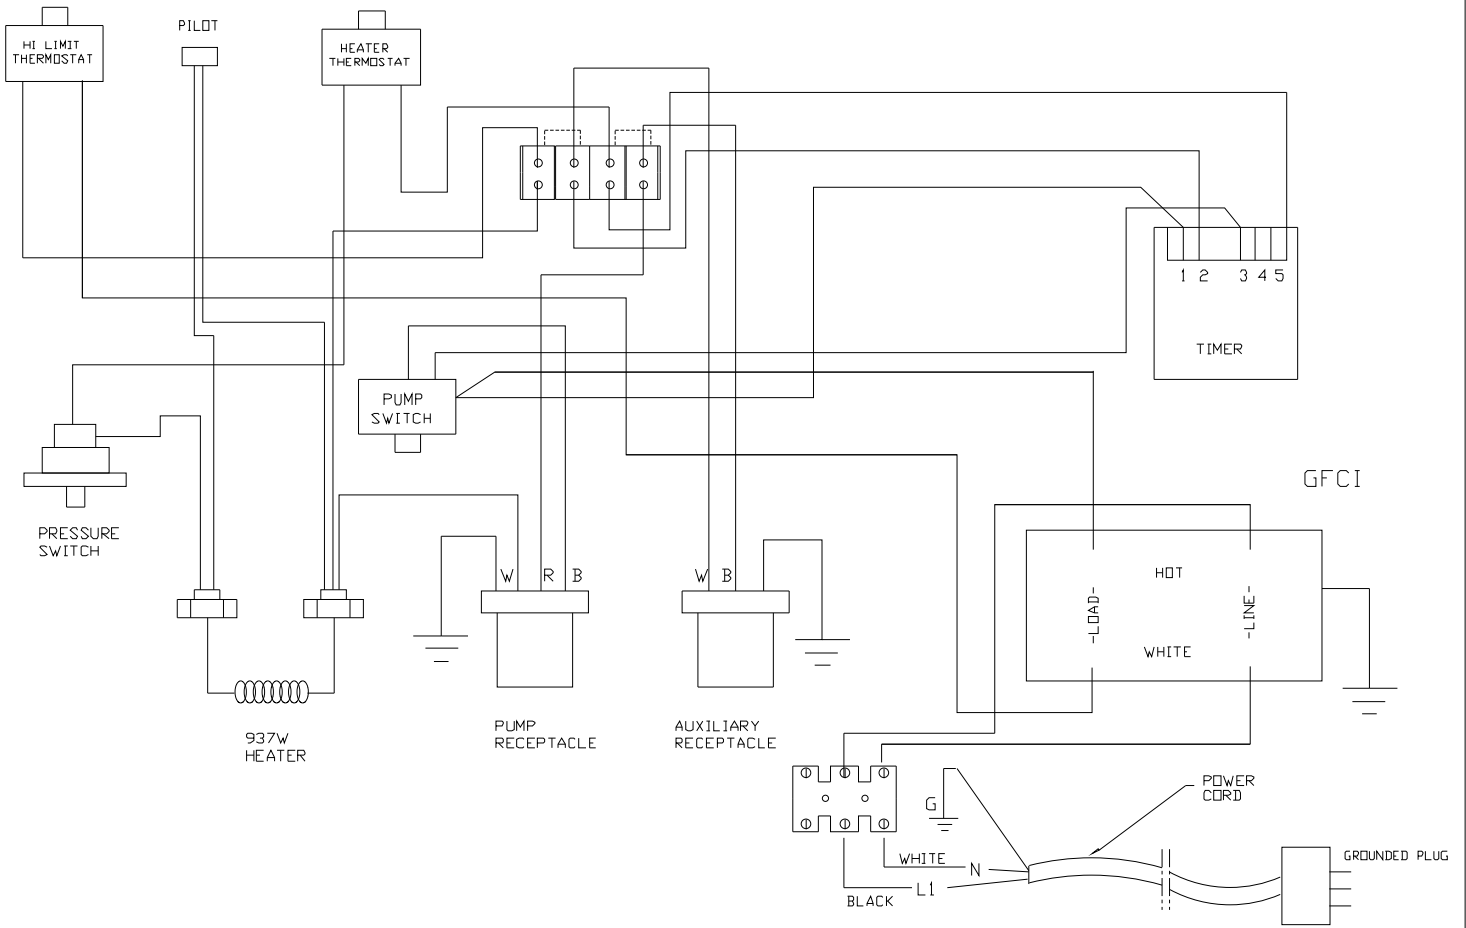 HI LIMIT
THERMOSTAT
PILOT
HEATER
THERMOSTAT
1 2 3 4 5
TIMER
PUMP
SWITCH
PRESSURE
SWITCH
GFCI
HOT
-LOAD-
-LINE-
WHITE
W R B
W B
937W
HEATER
PUMP
RECEPTACLE
AUXILIARY
RECEPTACLE
POWER
CORD
G
WHITE
N
L1
BLACK
GROUNDED PLUG